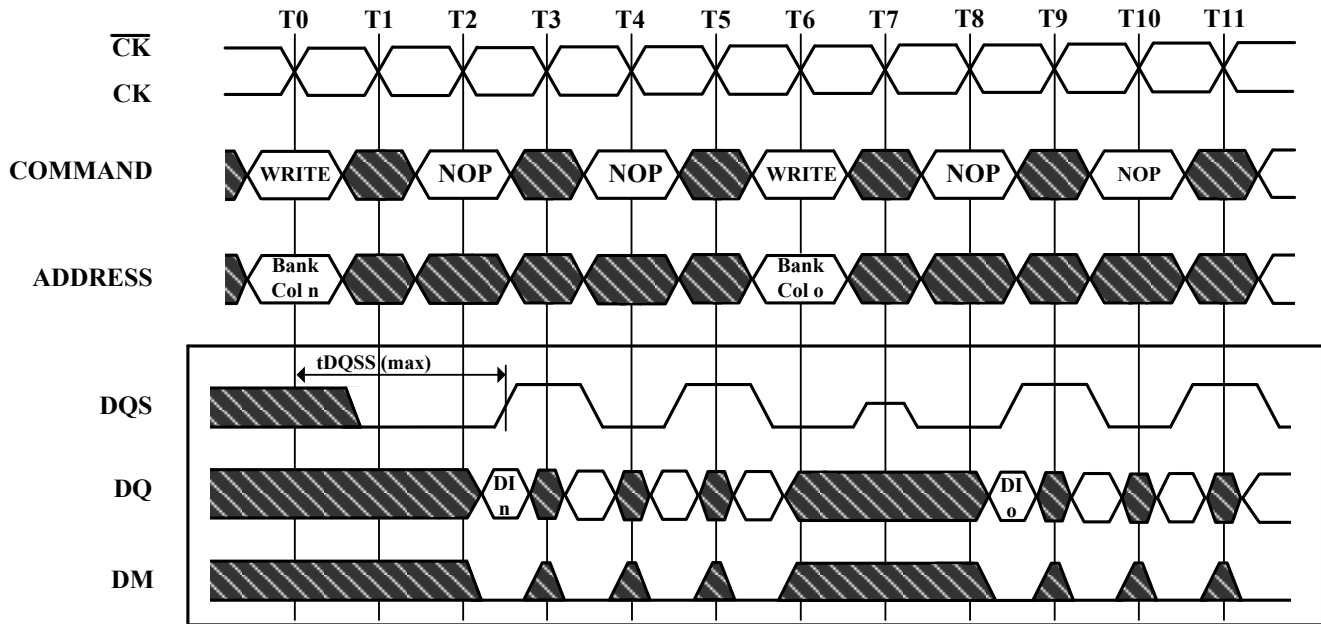 T0 T1 T2 T3 T4 T5 T6 T7 T8 T9 T10 T11
CK
CK
COMMAND WRITE NOP NOP WRITE NOP NOP
ADDRESS Bank Col n Bank Col o
tDQSS (max)
DQS
DQ DI n DI o
DM